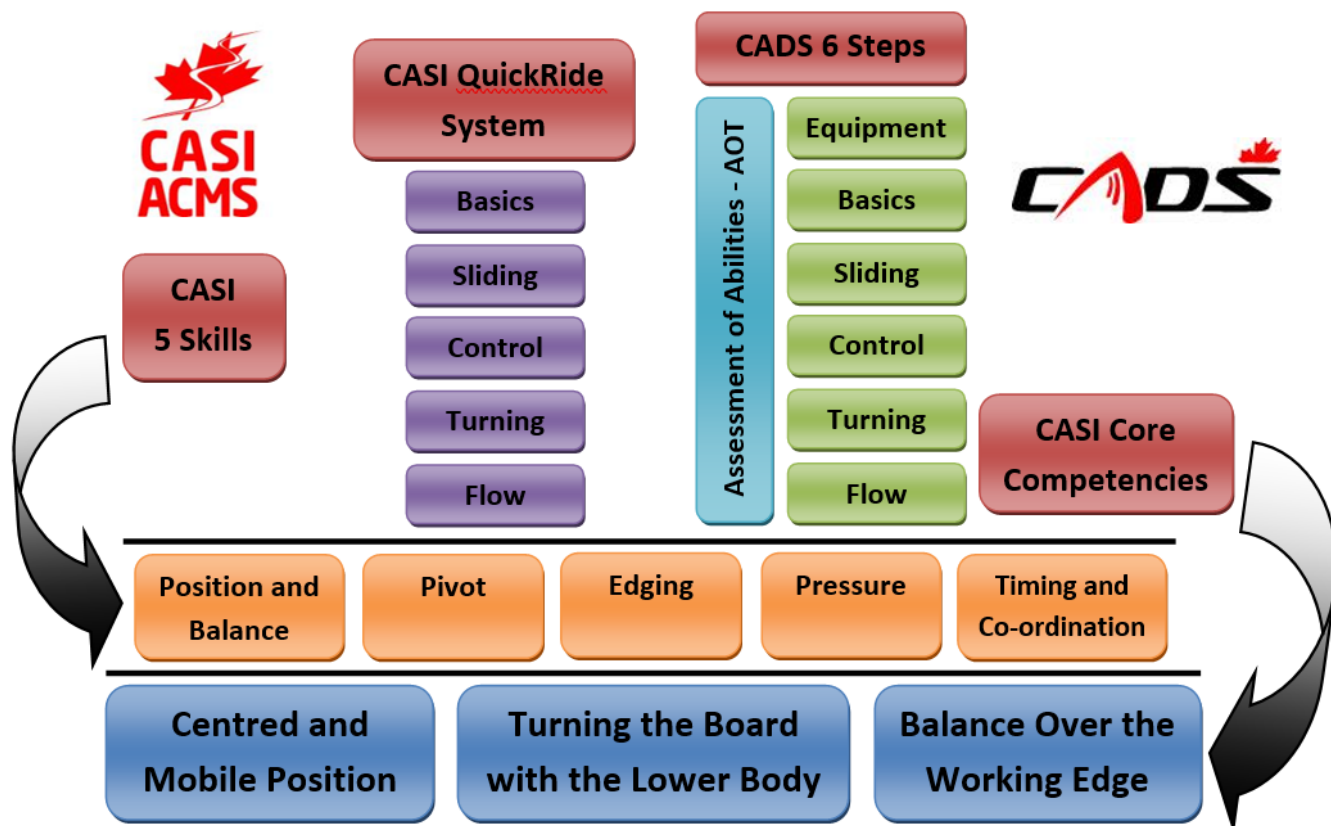 CASI
ACMS
CASI
5 Skills
CASI QuickRide
System
Basics
Sliding
Control
Turning
Flow
CADS 6 Steps
Assessment of Abilities - AOT
Equipment
Basics
Sliding
Control
Turning
Flow
CADS
CASI Core
Competencies
Position and
Balance
Pivot
Edging
Pressure
Timing and
Co-ordination
Centred and
Mobile Position
Turning the Board
with the Lower Body
Balance Over the
Working Edge